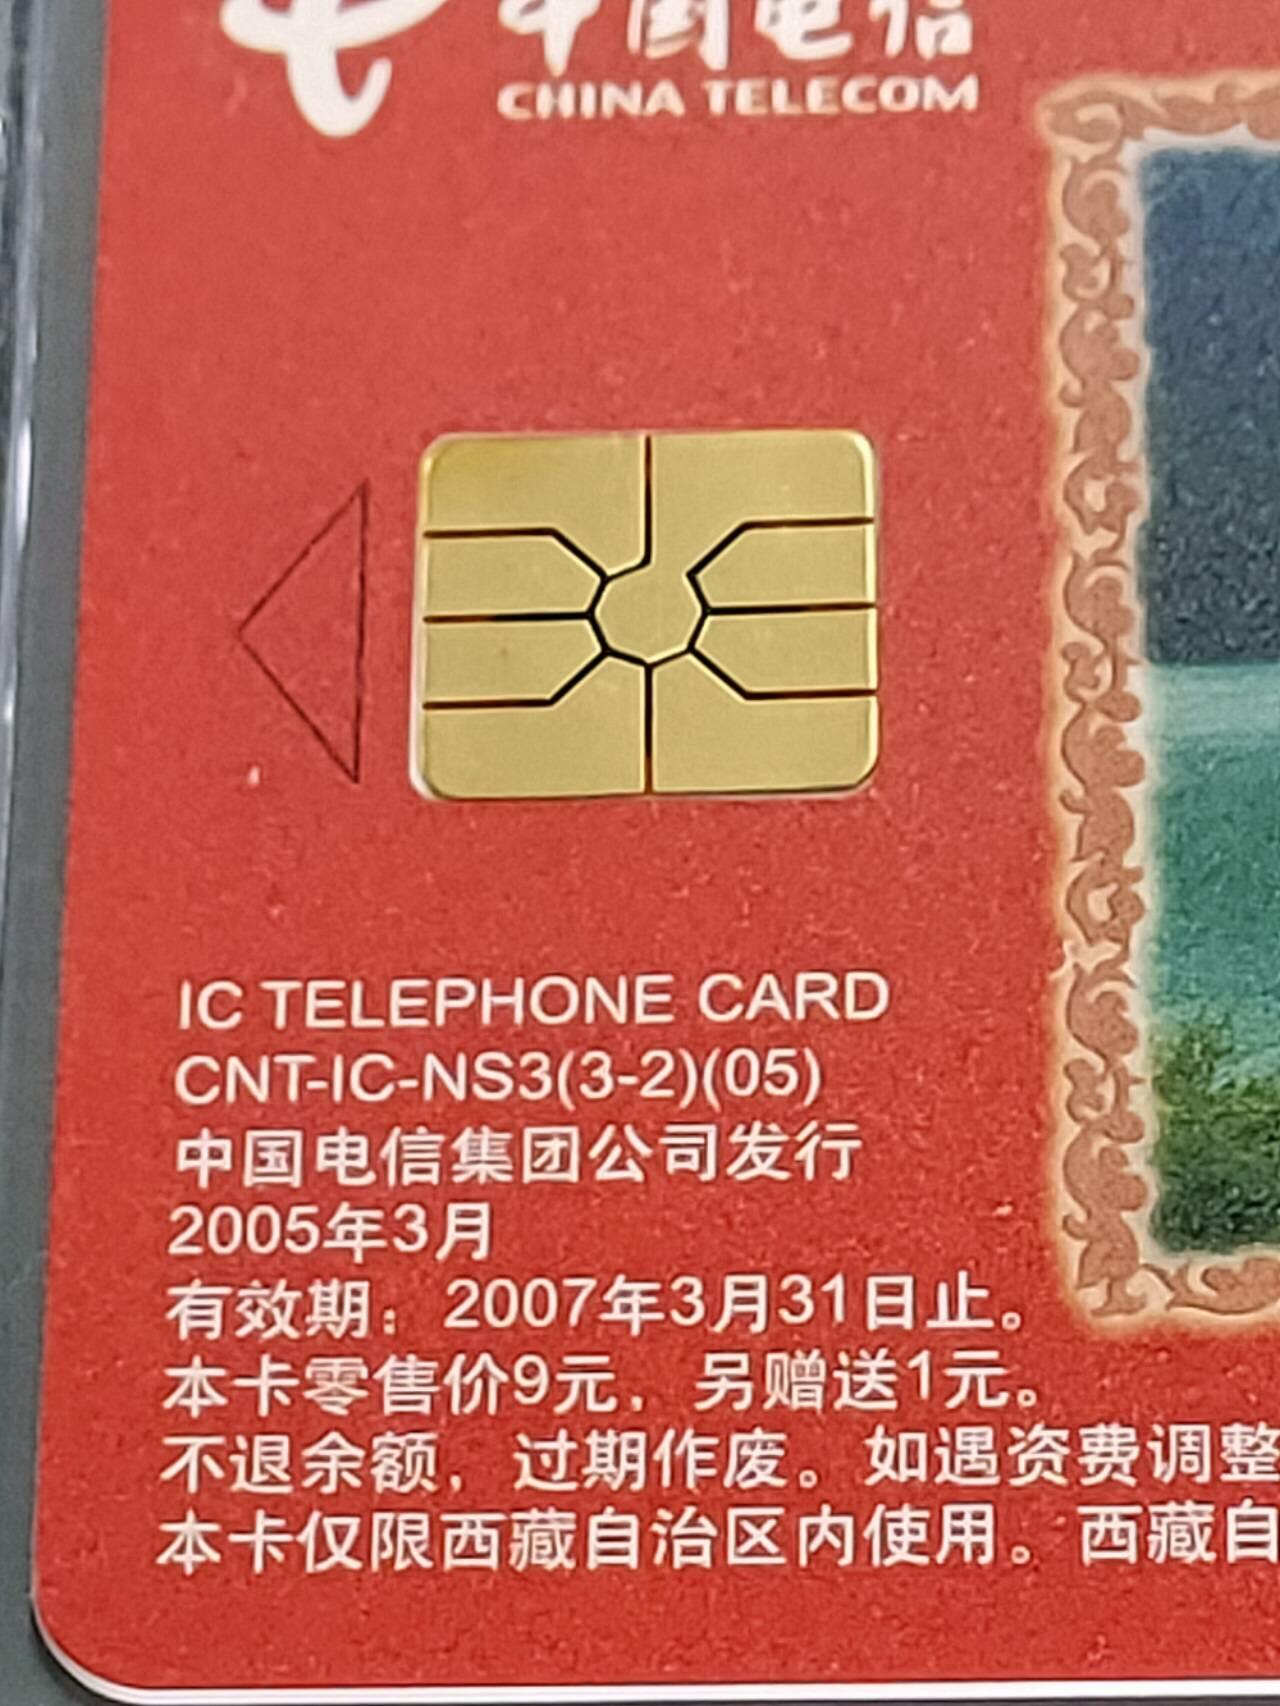 中国电信
CHINA TELECOM
IC TELEPHONE CARD
CNT-IC-NS3(3-2)(05)
中国电信集团公司发行
2005年3月
有效期：2007年3月31日止。
本卡零售价9元，另赠送1元。
不退余额，过期作废。如遇资费调整
本卡仅限西藏自治区内使用。西藏自